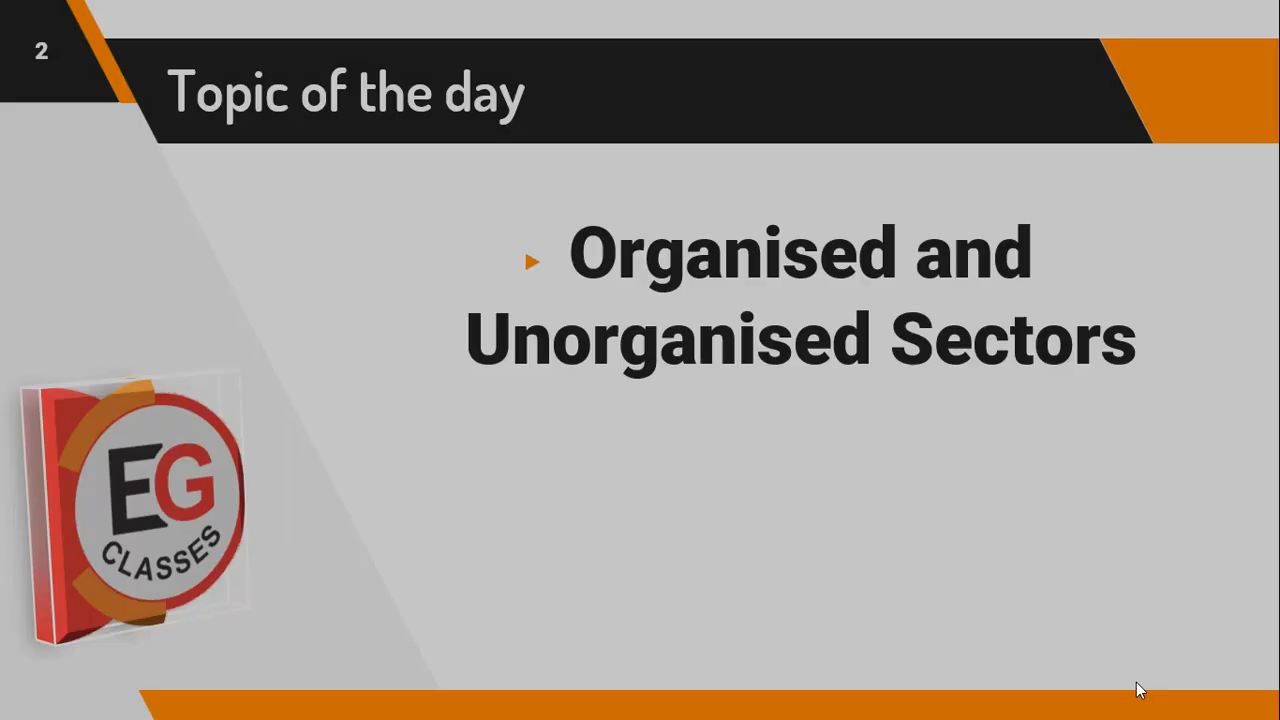 2
Topic of the day
Organised and
Unorganised Sectors
EG
CLASSES